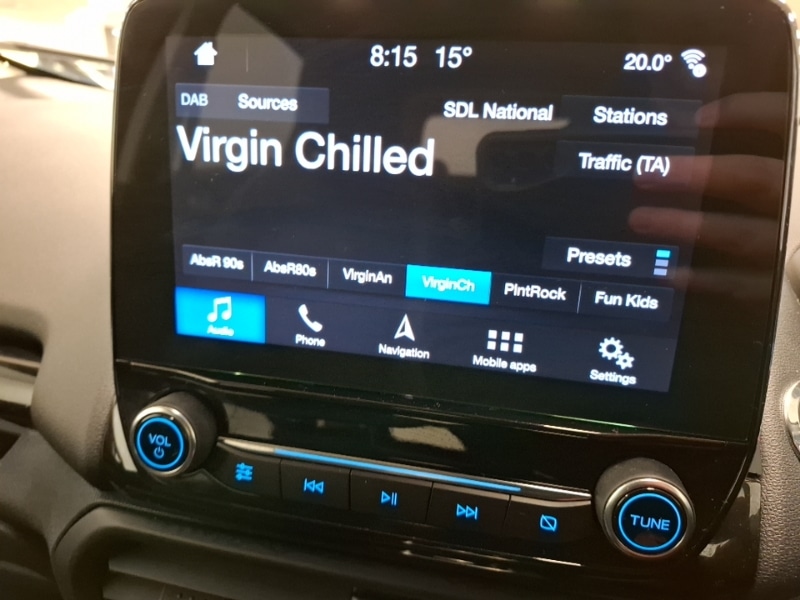 8:15 15° 20.0°
DAB Sources SDL National Stations
Virgin Chilled
Traffic (TA)
Presets
AbsR 90s AbsR80s VirginAn VirginCh PlntRock Fun Kids
Audio Phone Navigation Mobile apps Settings
VOL
TUNE